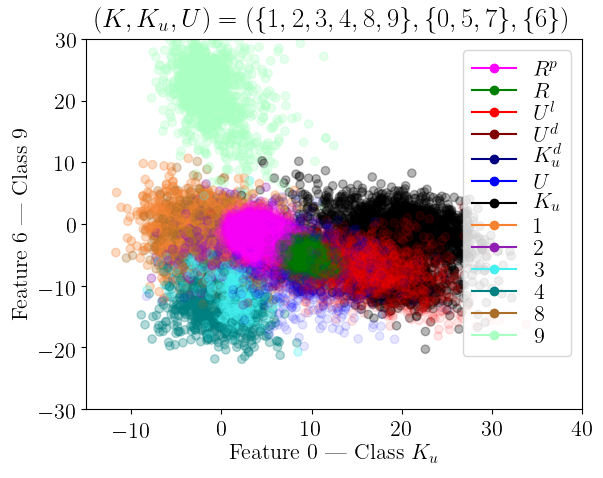 (K, K_u, U) = ({1, 2, 3, 4, 8, 9}, {0, 5, 7}, {6})
30
20
10
0
−10
−20
−30
Feature 6 — Class 9
R^p
R
U^l
U^d
K_u^d
U
K_u
1
2
3
4
8
9
−10
0
10
20
30
40
Feature 0 — Class K_u